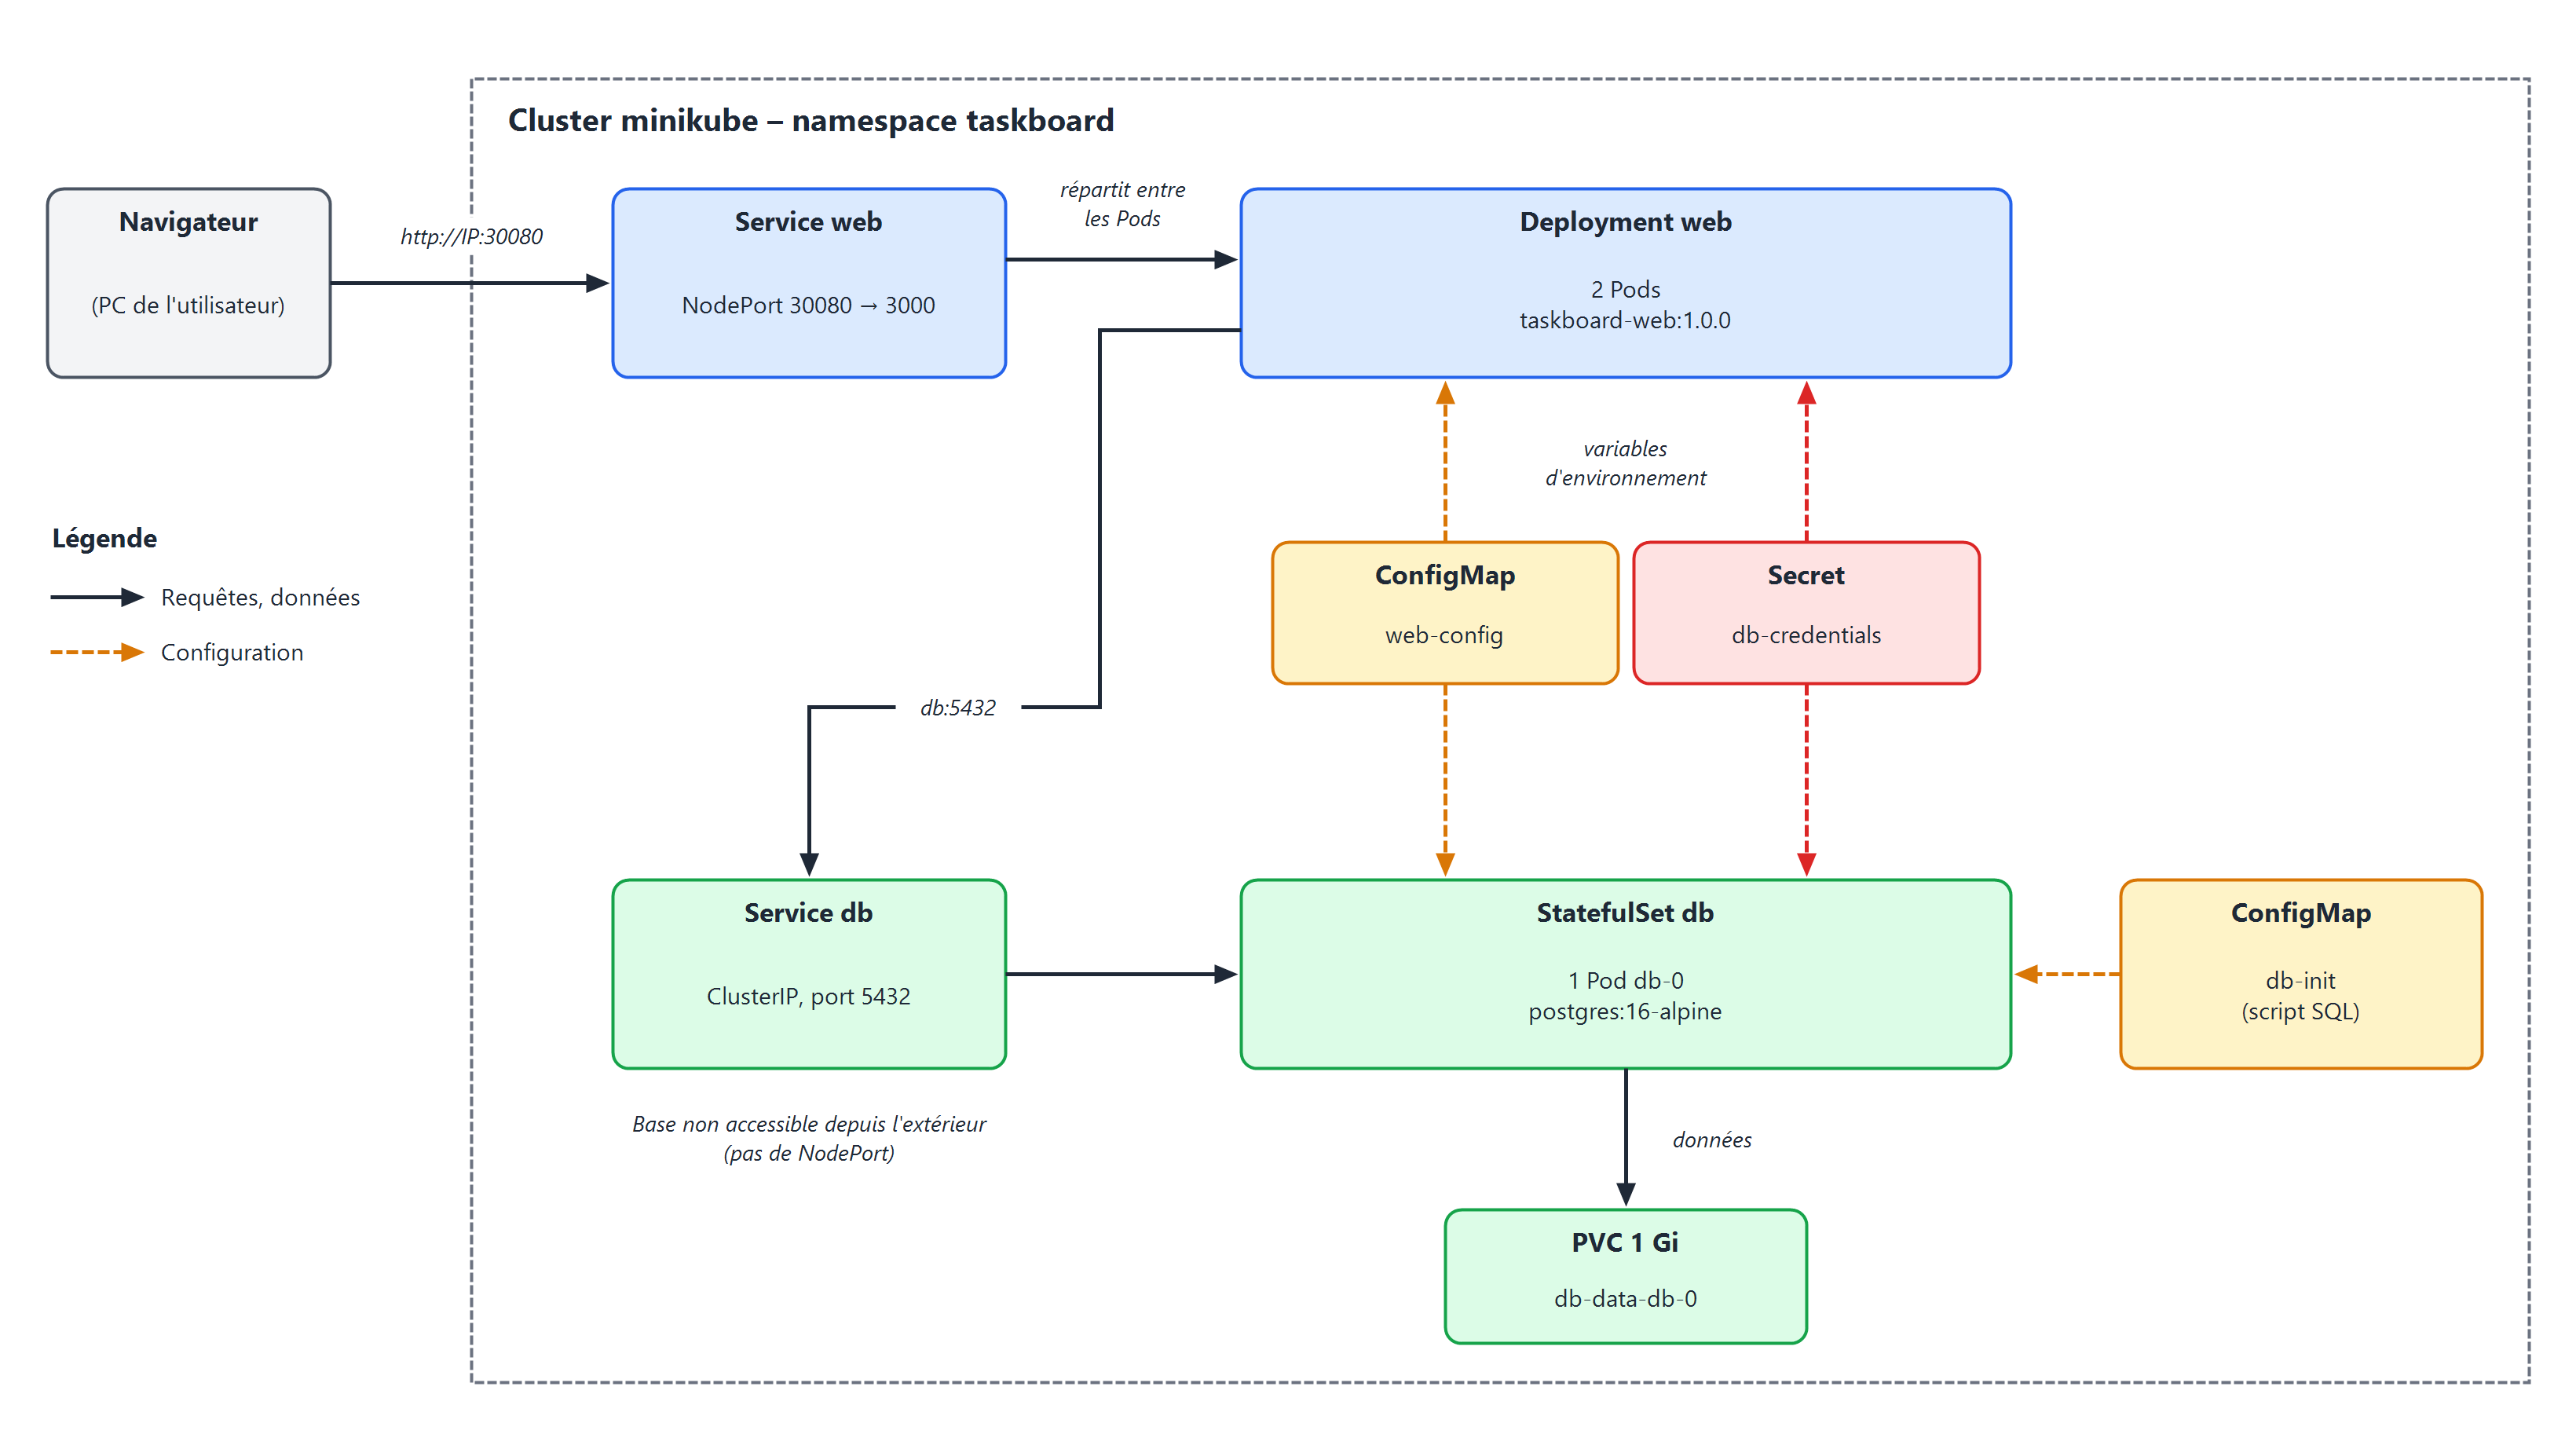 Cluster minikube – namespace taskboard
Navigateur
(PC de l'utilisateur)
http://IP:30080
Service web
NodePort 30080 → 3000
répartit entre
les Pods
Deployment web
2 Pods
taskboard-web:1.0.0
variables
d'environnement
Légende
Requêtes, données
Configuration
ConfigMap
web-config
Secret
db-credentials
db:5432
Service db
ClusterIP, port 5432
Base non accessible depuis l'extérieur
(pas de NodePort)
StatefulSet db
1 Pod db-0
postgres:16-alpine
ConfigMap
db-init
(script SQL)
données
PVC 1 Gi
db-data-db-0